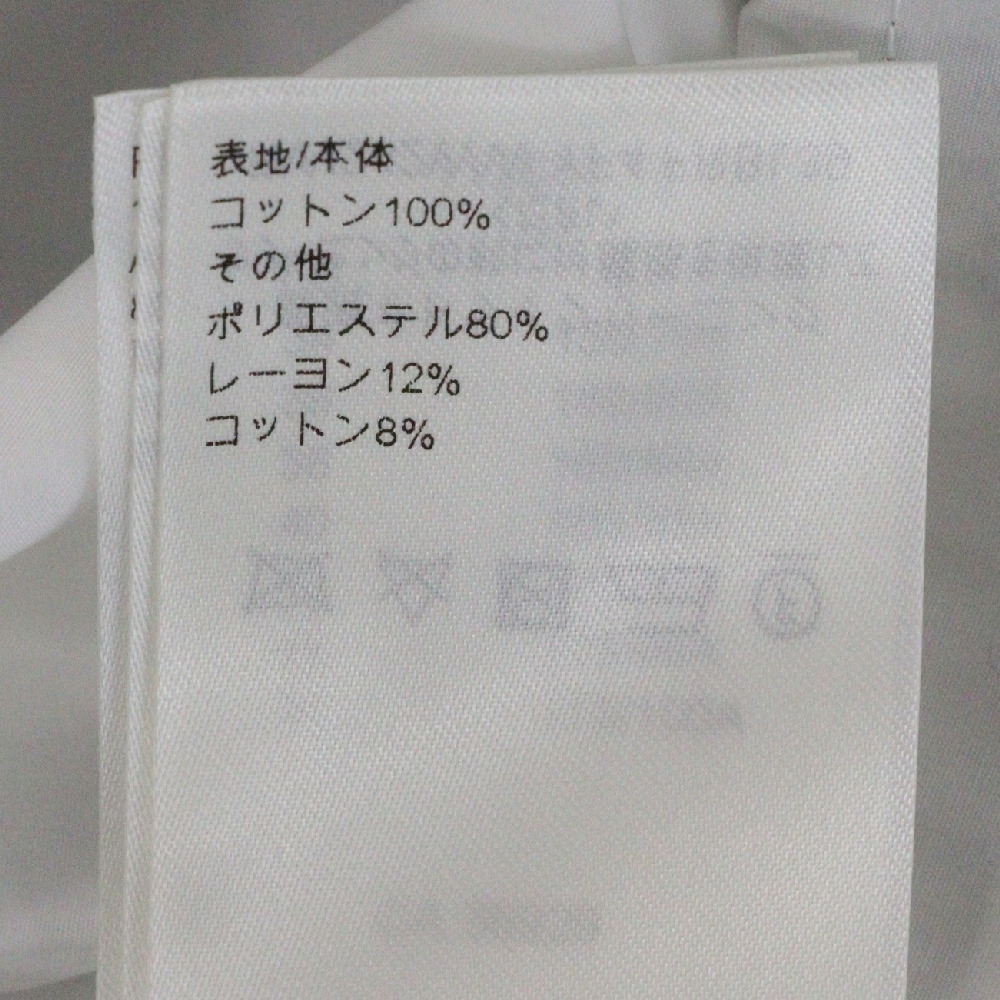 表地/本体
コットン100%
その他
ポリエステル80%
レーヨン12%
コットン8%